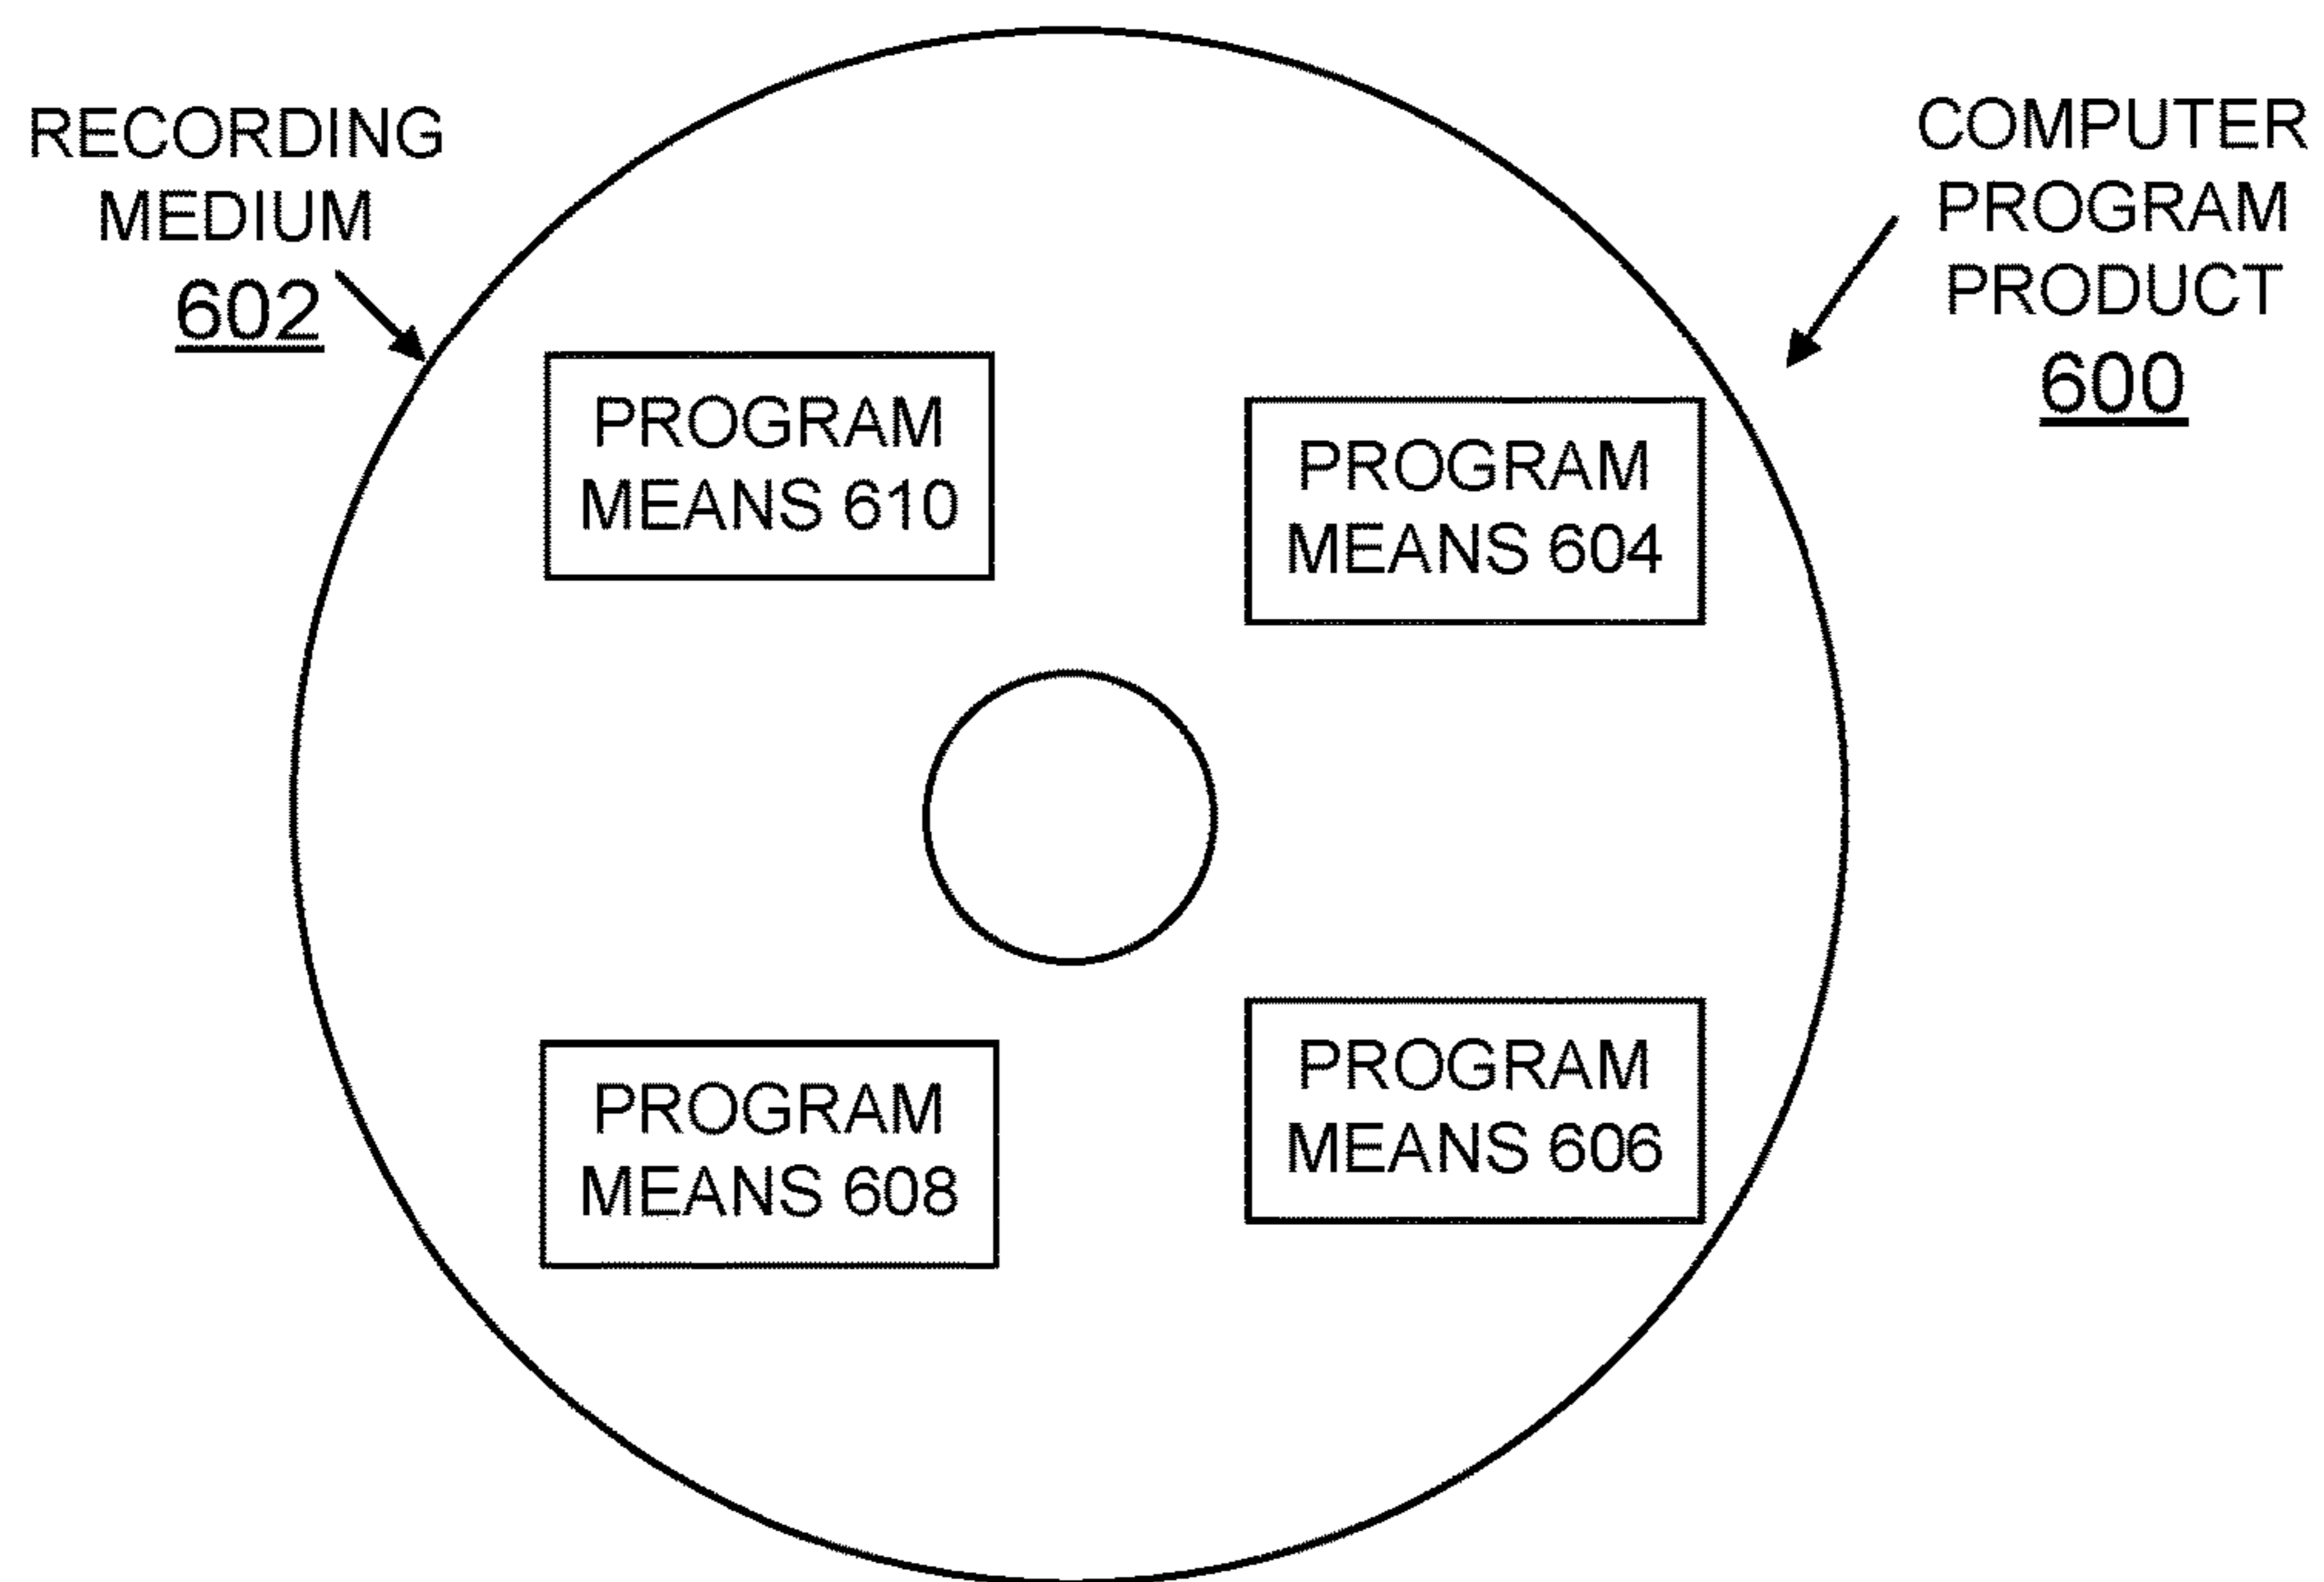 RECORDING
MEDIUM
602
COMPUTER
PROGRAM
PRODUCT
600
PROGRAM
MEANS 610
PROGRAM
MEANS 604
PROGRAM
MEANS 608
PROGRAM
MEANS 606